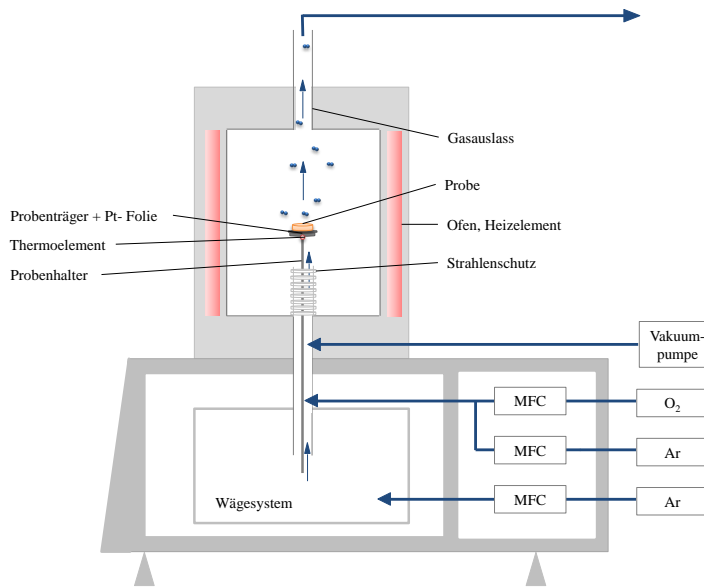 Gasauslass
Probe
Probenträger + Pt- Folie
Ofen, Heizelement
Thermoelement
Strahlenschutz
Probenhalter
Vakuum-
pumpe
MFC
O2
MFC
Ar
Wägesystem
MFC
Ar